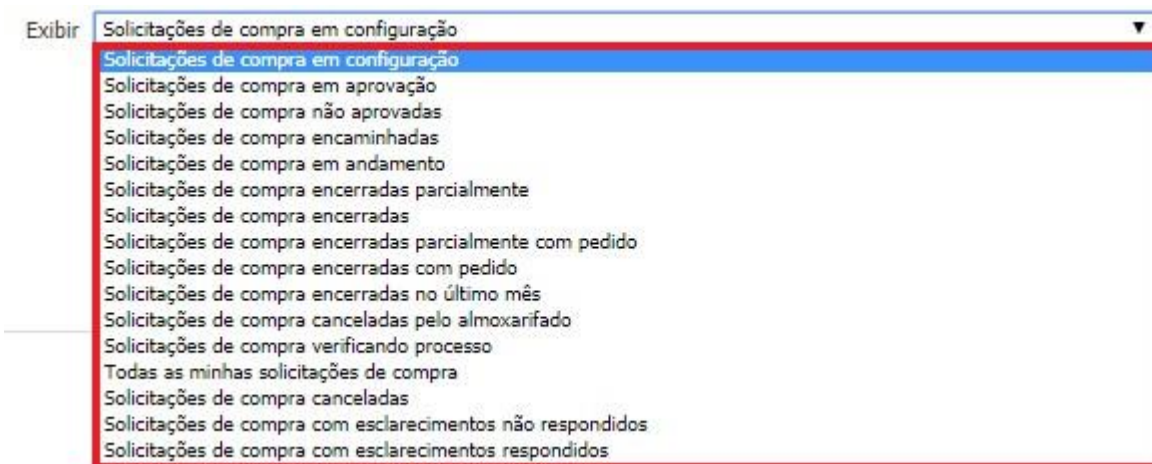 Exibir Solicitações de compra em configuração
Solicitações de compra em configuração
Solicitações de compra em aprovação
Solicitações de compra não aprovadas
Solicitações de compra encaminhadas
Solicitações de compra em andamento
Solicitações de compra encerradas parcialmente
Solicitações de compra encerradas
Solicitações de compra encerradas parcialmente com pedido
Solicitações de compra encerradas com pedido
Solicitações de compra encerradas no último mês
Solicitações de compra canceladas pelo almoxarifado
Solicitações de compra verificando processo
Todas as minhas solicitações de compra
Solicitações de compra canceladas
Solicitações de compra com esclarecimentos não respondidos
Solicitações de compra com esclarecimentos respondidos